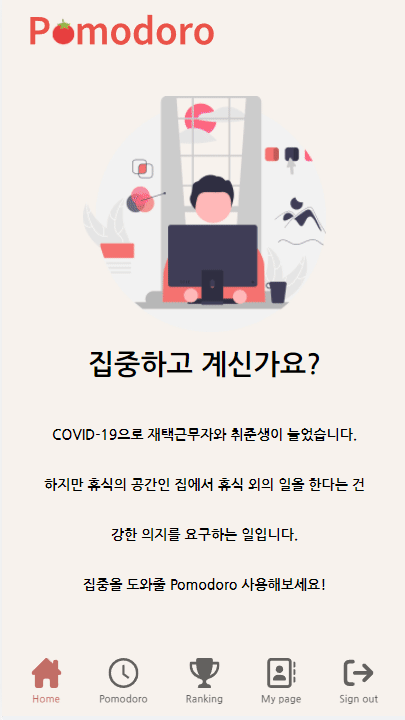 Pomodoro
집중하고 계신가요?
COVID-19으로 재택근무자와 취준생이 늘었습니다.
하지만 휴식의 공간인 집에서 휴식 외의 일을 한다는 건
강한 의지를 요구하는 일입니다.
집중을 도와줄 Pomodoro 사용해보세요!
Home Pomodoro Ranking My page Sign out